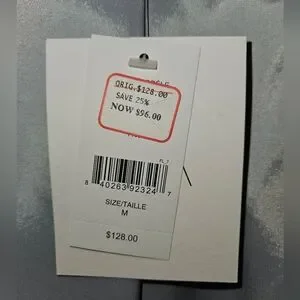 ORIG. $128.00
SAVE 25%
NOW $96.00
8 40263 92324 7
SIZE/TAILLE
M
$128.00